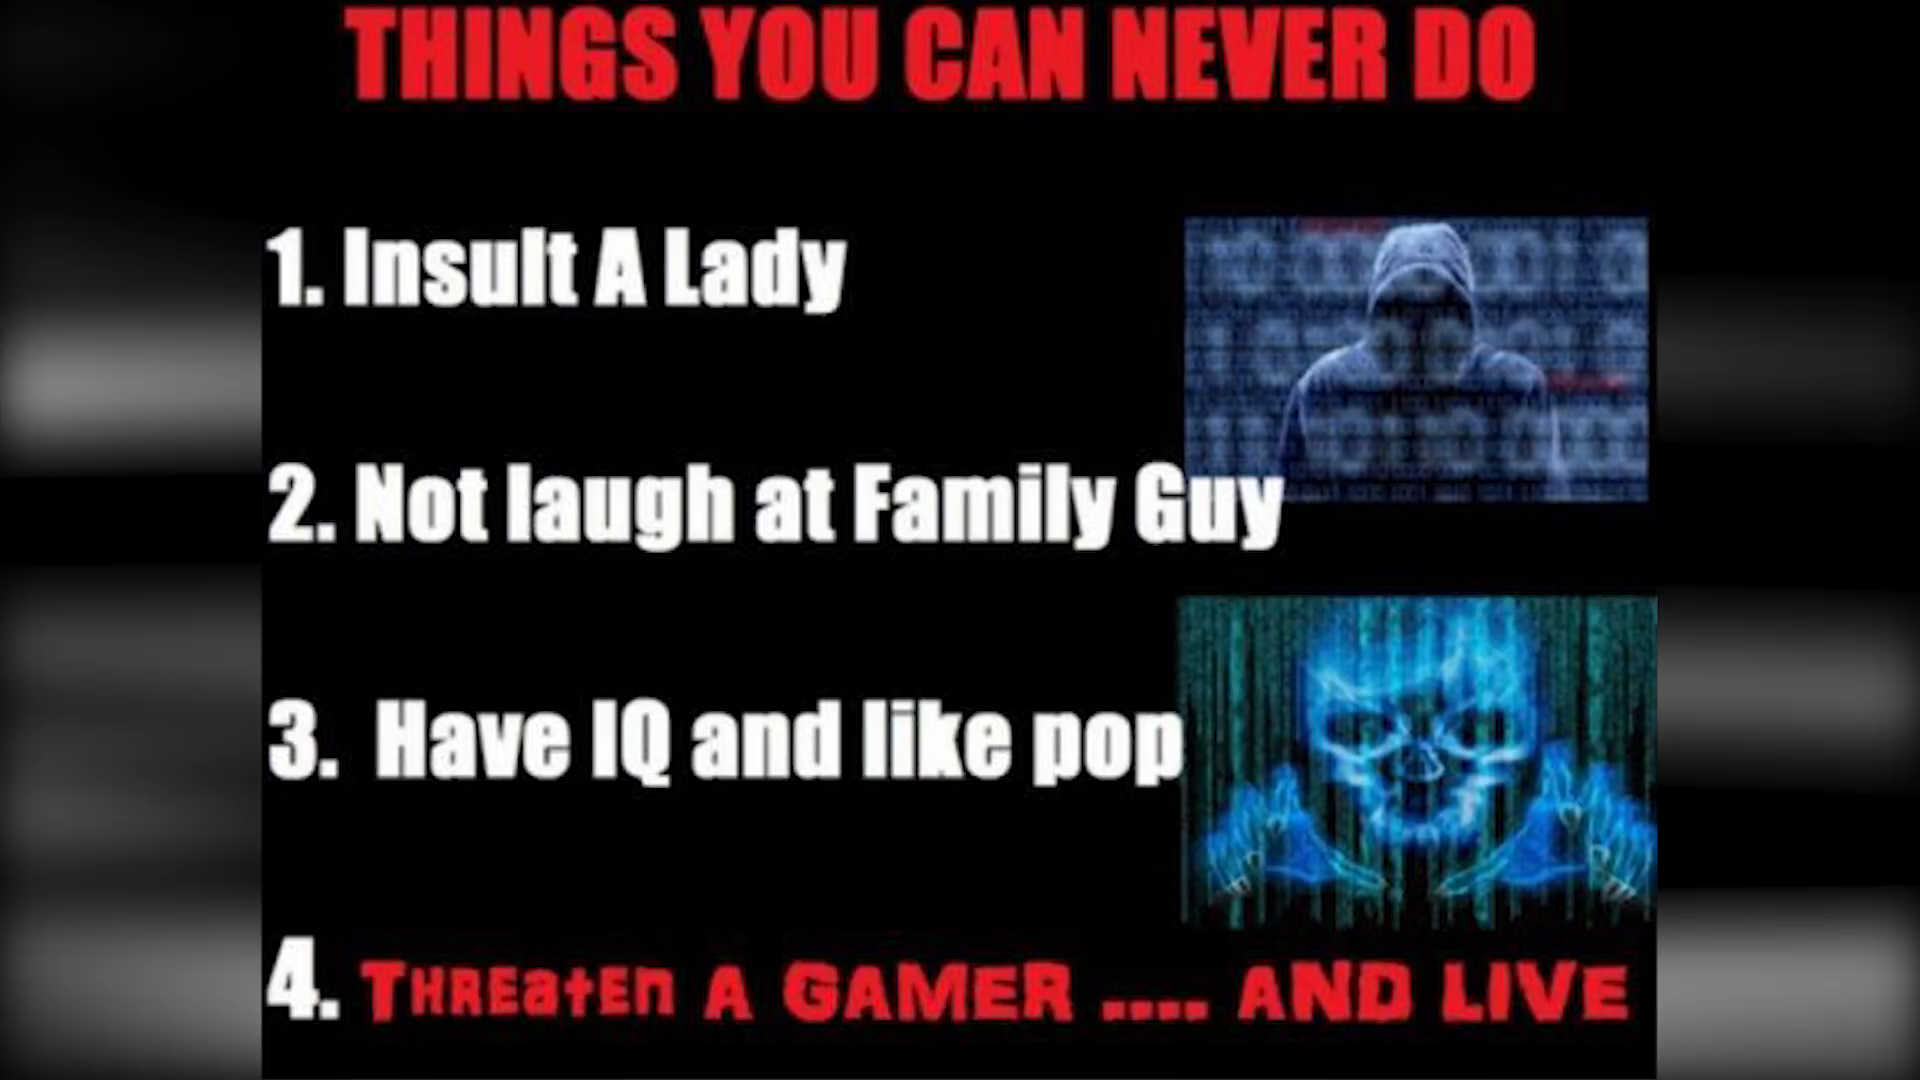 THINGS YOU CAN NEVER DO
1. Insult A Lady
2. Not laugh at Family Guy
3. Have IQ and like pop
4. THREatEn A GAMER .... AND LIVE